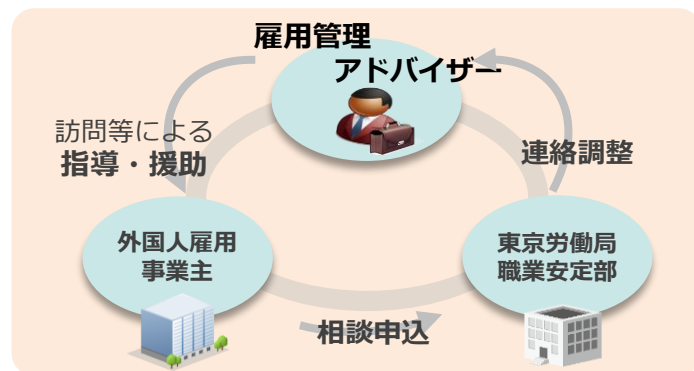 雇用管理
アドバイザー
訪問等による
指導・援助
連絡調整
外国人雇用
事業主
東京労働局
職業安定部
相談申込